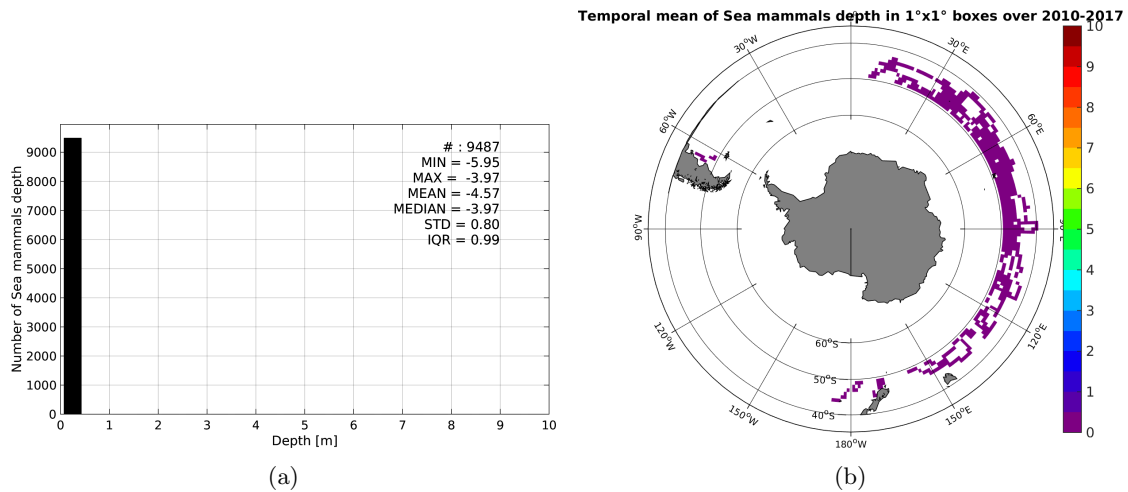 Temporal mean of Sea mammals depth in 1°x1° boxes over 2010-2017
# : 9487
MIN = -5.95
MAX = -3.97
MEAN = -4.57
MEDIAN = -3.97
STD = 0.80
IQR = 0.99
Number of Sea mammals depth
9000
8000
7000
6000
5000
4000
3000
2000
1000
0
0 1 2 3 4 5 6 7 8 9 10
Depth [m]
(a)
30°W
30°E
60°W
60°E
90°W
120°W
120°E
150°W
150°E
180°W
60°S
50°S
40°S
10
9
8
7
6
5
4
3
2
1
0
(b)